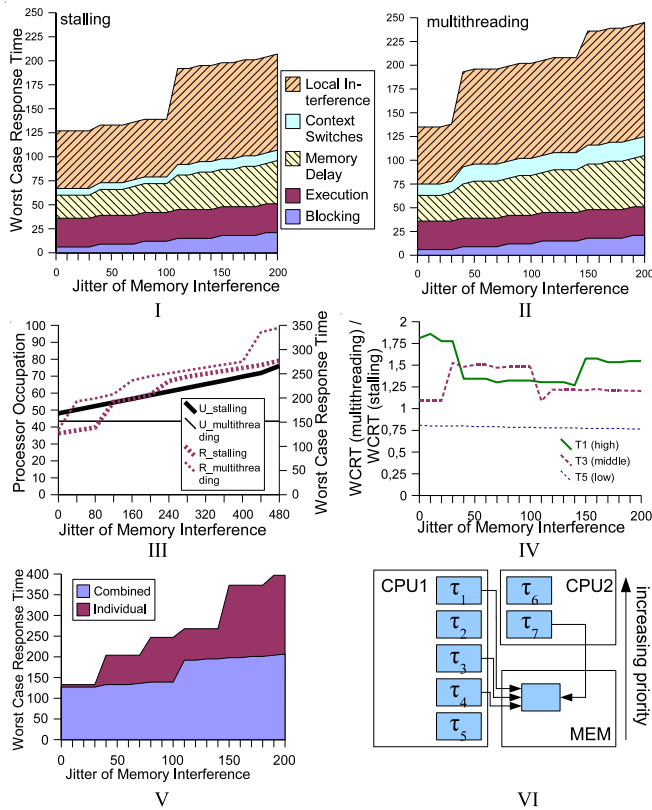 stalling
Worst Case Response Time
250
225
200
175
150
125
100
75
50
25
0
0 50 100 150 200
Jitter of Memory Interference
I
Local In-
terference
Context
Switches
Memory
Delay
Execution
Blocking
multithreading
250
225
200
175
150
125
100
75
50
25
0
0 50 100 150 200
Jitter of Memory Interference
II
Processor Occupation
100
90
80
70
60
50
40
30
20
10
0
350
300
250
200
150
100
50
0
Worst Case Response Time
U_stalling
U_multithrea
ding
R_stalling
R_multithrea
ding
0 80 160 240 320 400 480
Jitter of Memory Interference
III
WCRT (multithreading) /
WCRT (stalling)
2
1,75
1,5
1,25
1
0,75
0,5
0,25
0
T1 (high)
T3 (middle)
T5 (low)
0 50 100 150 200
Jitter of Memory Interference
IV
Worst Case Response Time
400
350
300
250
200
150
100
50
0
Combined
Individual
0 50 100 150 200
Jitter of Memory Interference
V
CPU1
τ1
τ2
τ3
τ4
τ5
τ6
τ7
CPU2
MEM
increasing priority
VI